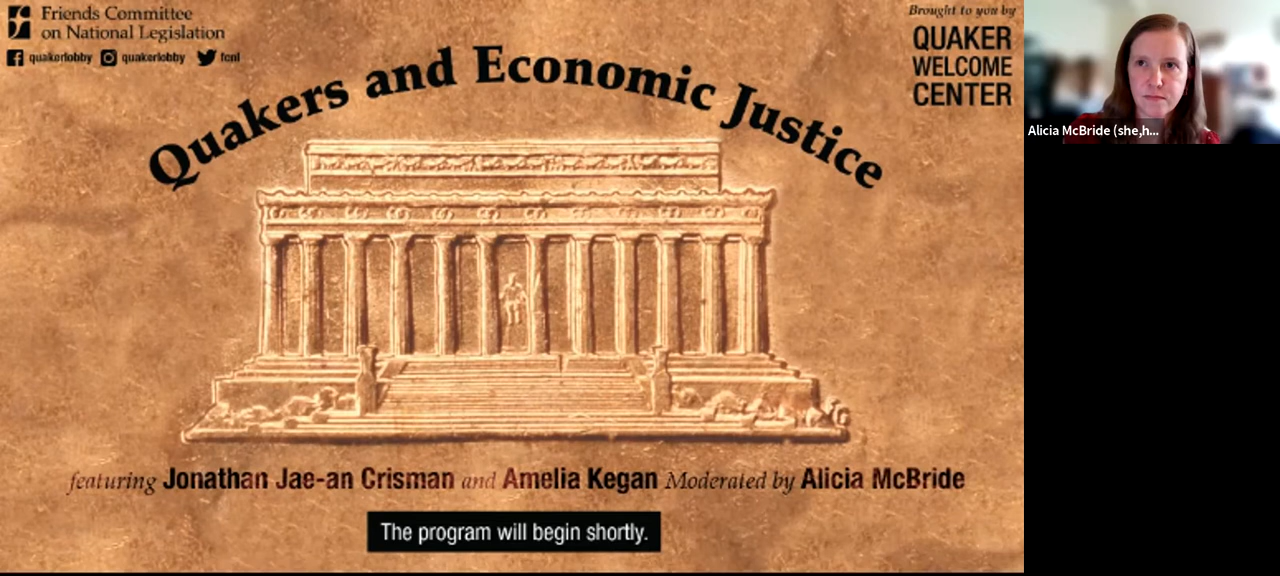 Friends Committee
on National Legislation
quakerlobby quakerlobby fcnl
Brought to you by
QUAKER
WELCOME
CENTER
Quakers and Economic Justice
featuring Jonathan Jae-an Crisman and Amelia Kegan Moderated by Alicia McBride
The program will begin shortly.
Alicia McBride (she,h...